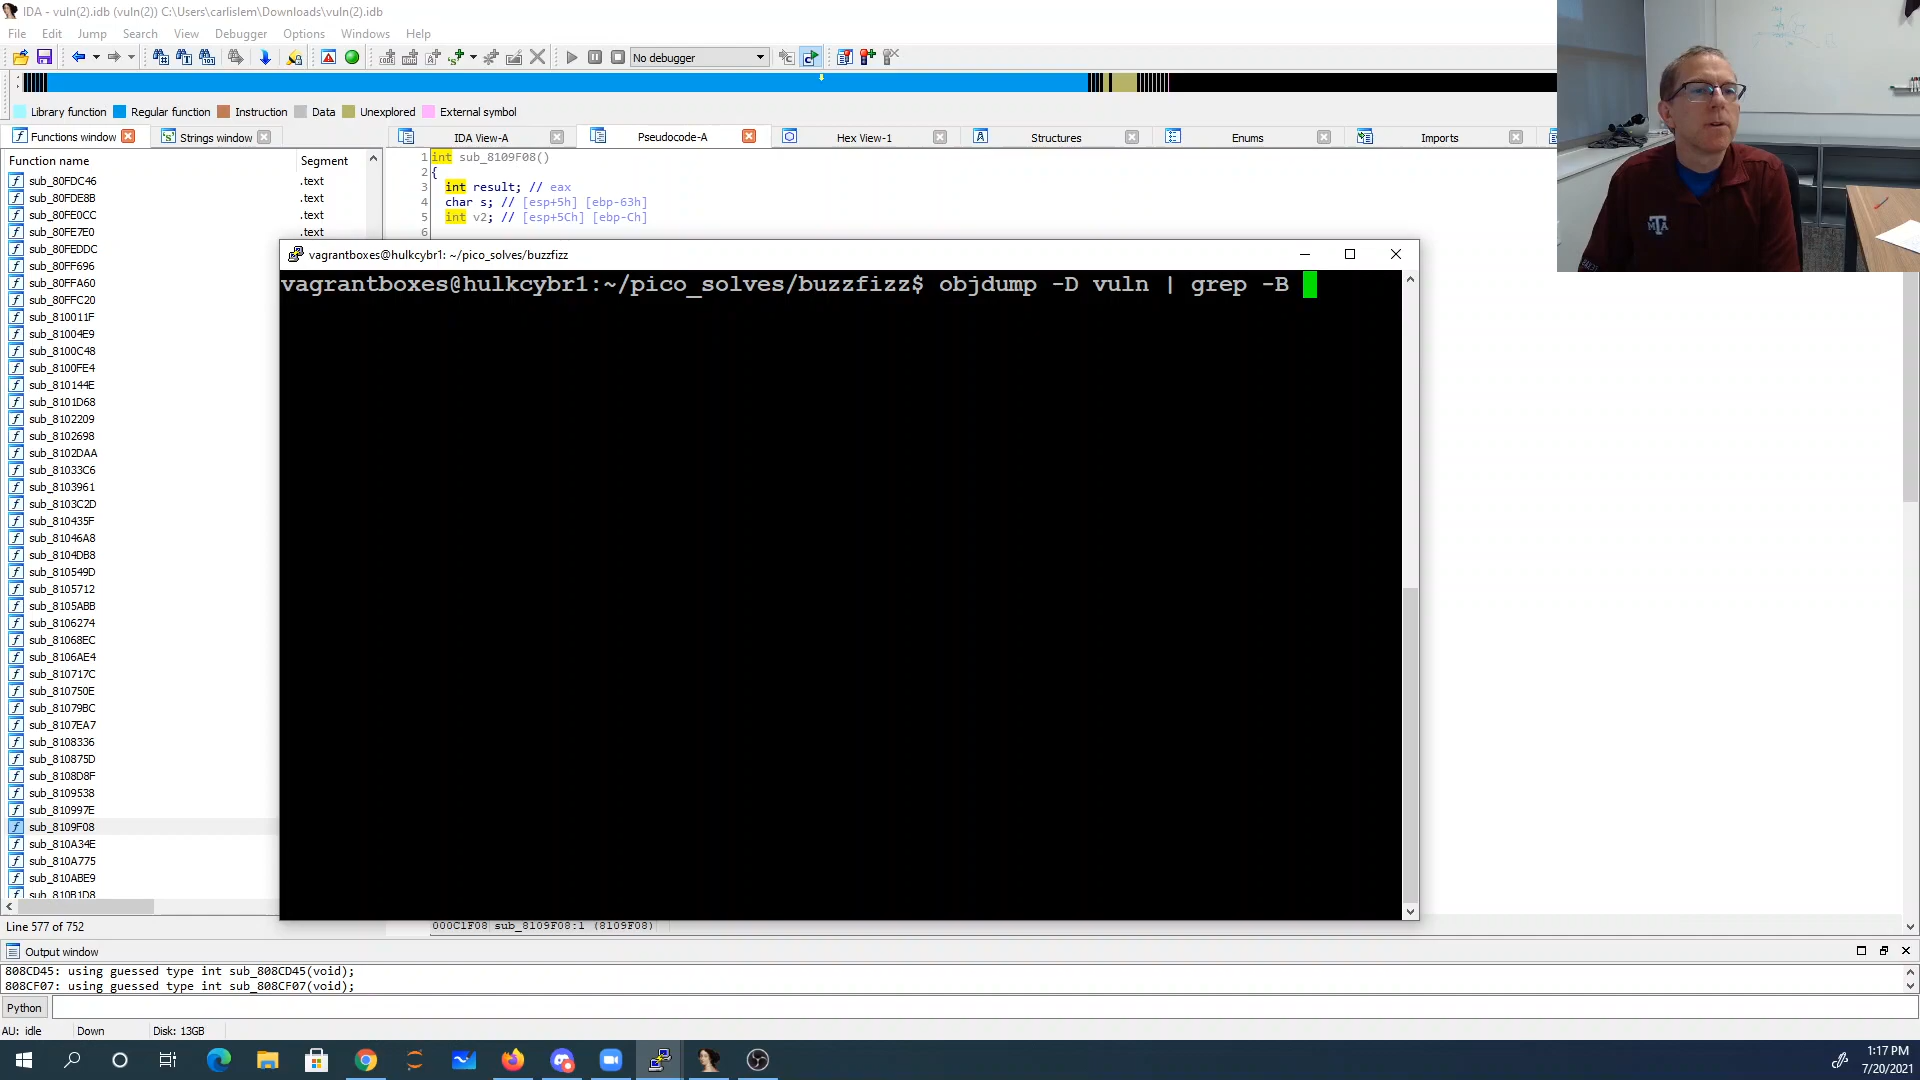 IDA - vuln(2).idb (vuln(2)) C:\Users\carlislem\Downloads\vuln(2).idb
File Edit Jump Search View Debugger Options Windows Help
No debugger
Library function Regular function Instruction Data Unexplored External symbol
Functions window Strings window IDA View-A Pseudocode-A Hex View-1 Structures Enums Imports
Function name Segment
sub_80FDC46 .text
sub_80FDE8B .text
sub_80FE0CC .text
sub_80FE7E0 .text
sub_80FEDDC
sub_80FF696
sub_80FFA60
sub_80FFC20
sub_810011F
sub_81004E9
sub_8100C48
sub_8100FE4
sub_810144E
sub_8101D68
sub_8102209
sub_8102698
sub_8102DAA
sub_81033C6
sub_8103961
sub_8103C2D
sub_810435F
sub_81046A8
sub_8104DB8
sub_810549D
sub_8105712
sub_8105ABB
sub_8106274
sub_81068EC
sub_8106AE4
sub_810717C
sub_810750E
sub_81079BC
sub_8107EA7
sub_8108336
sub_810875D
sub_8108D8F
sub_8109538
sub_810997E
sub_8109F08
sub_810A34E
sub_810A775
sub_810ABE9
sub_810B1D8
Line 577 of 752
1 int sub_8109F08()
2 {
3 int result; // eax
4 char s; // [esp+5h] [ebp-63h]
5 int v2; // [esp+5Ch] [ebp-Ch]
6
vagrantboxes@hulkcybr1: ~/pico_solves/buzzfizz
vagrantboxes@hulkcybr1:~/pico_solves/buzzfizz$ objdump -D vuln | grep -B
000C1F08 sub_8109F08:1 (8109F08)
Output window
808CD45: using guessed type int sub_808CD45(void);
808CF07: using guessed type int sub_808CF07(void);
Python
AU: idle Down Disk: 13GB
1:17 PM
7/20/2021